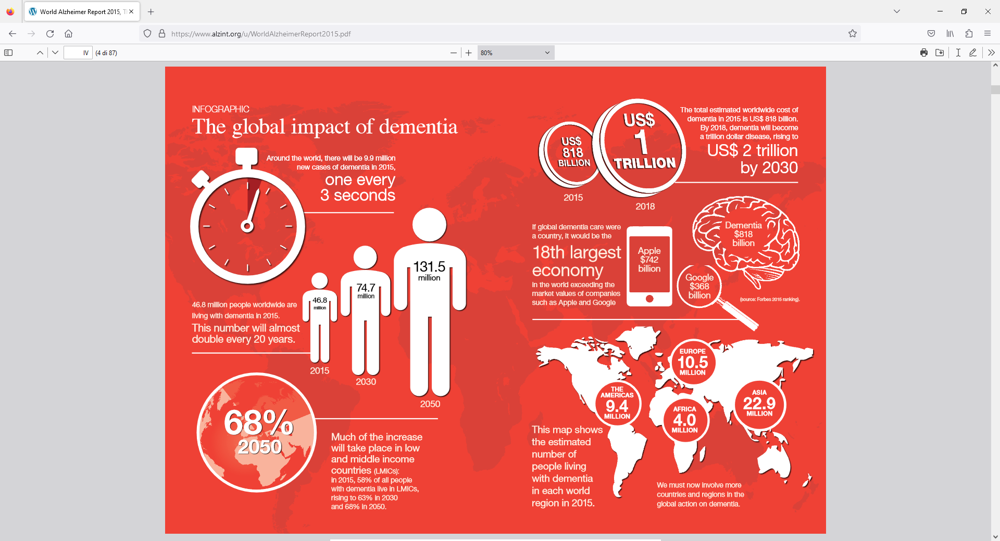 World Alzheimer Report 2015, T
https://www.alzint.org/u/WorldAlzheimerReport2015.pdf
IV (4 di 87)
80%
INFOGRAPHIC
The global impact of dementia
Around the world, there will be 9.9 million
new cases of dementia in 2015,
one every
3 seconds
46.8 million people worldwide are
living with dementia in 2015.
This number will almost
double every 20 years.
46.8
million
2015
74.7
million
2030
131.5
million
2050
68%
2050
Much of the increase
will take place in low
and middle income
countries (LMICs):
in 2015, 58% of all people
with dementia live in LMICs,
rising to 63% in 2030
and 68% in 2050.
US$
818
BILLION
2015
US$
1
TRILLION
2018
The total estimated worldwide cost of
dementia in 2015 is US$ 818 billion.
By 2018, dementia will become
a trillion dollar disease, rising to
US$ 2 trillion
by 2030
If global dementia care were
a country, it would be the
18th largest
economy
in the world exceeding the
market values of companies
such as Apple and Google
Apple
$742
billion
Google
$368
billion
Dementia
$818
billion
(source: Forbes 2015 ranking).
EUROPE
10.5
MILLION
THE
AMERICAS
9.4
MILLION
AFRICA
4.0
MILLION
ASIA
22.9
MILLION
This map shows
the estimated
number of
people living
with dementia
in each world
region in 2015.
We must now involve more
countries and regions in the
global action on dementia.